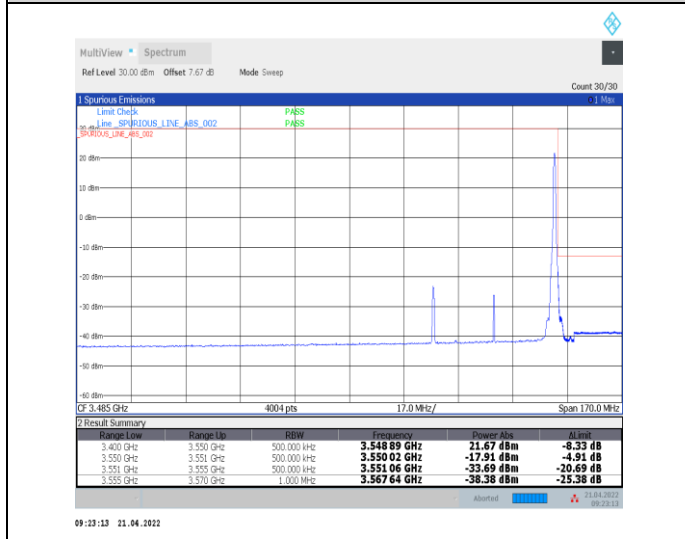 MultiView Spectrum
Ref Level 30.00 dBm Offset 7.67 dB Mode Sweep
Count 30/30
1 Spurious Emissions 1 Max
Limit Check PASS
Line _SPURIOUS_LINE_ABS_002 PASS
_SPURIOUS_LINE_ABS_002
20 dBm
10 dBm
0 dBm
-10 dBm
-20 dBm
-30 dBm
-40 dBm
-50 dBm
-60 dBm
CF 3.485 GHz 4004 pts 17.0 MHz/ Span 170.0 MHz
2 Result Summary
Range Low Range Up RBW Frequency Power Abs ΔLimit
3.400 GHz 3.550 GHz 500.000 kHz 3.548 89 GHz 21.67 dBm -8.33 dB
3.550 GHz 3.551 GHz 500.000 kHz 3.550 02 GHz -17.91 dBm -4.91 dB
3.551 GHz 3.555 GHz 500.000 kHz 3.551 06 GHz -33.69 dBm -20.69 dB
3.555 GHz 3.570 GHz 1.000 MHz 3.567 64 GHz -38.38 dBm -25.38 dB
Aborted 21.04.2022
09:23:13
09:23:13 21.04.2022